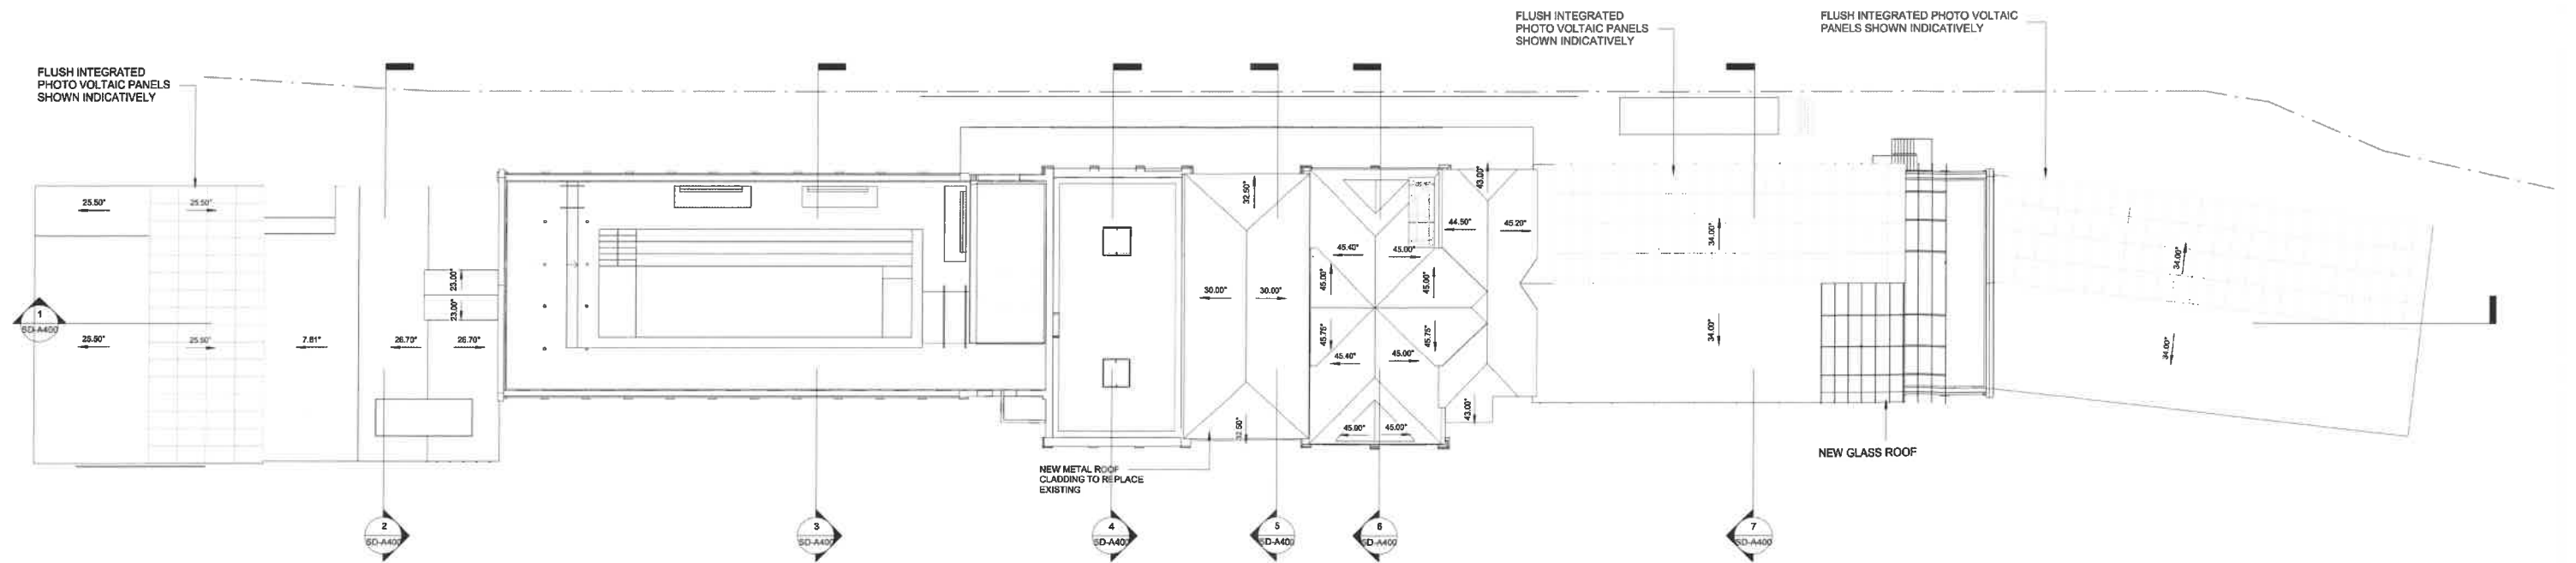 FLUSH INTEGRATED
PHOTO VOLTAIC PANELS
SHOWN INDICATIVELY
FLUSH INTEGRATED
PHOTO VOLTAIC PANELS
SHOWN INDICATIVELY
FLUSH INTEGRATED PHOTO VOLTAIC
PANELS SHOWN INDICATIVELY
25.50°
25.50°
25.50°
25.50°
7.81°
26.70°
26.70°
23.00°
23.00°
30.00°
30.00°
32.50°
32.50°
45.40°
45.00°
45.00°
45.00°
45.75°
45.75°
45.40°
45.00°
45.00°
45.00°
44.50°
45.20°
43.00°
43.00°
34.00°
34.00°
34.00°
34.00°
NEW METAL ROOF
CLADDING TO REPLACE
EXISTING
NEW GLASS ROOF
1
SD-A400
2
SD-A400
3
SD-A400
4
SD-A400
5
SD-A400
6
SD-A400
7
SD-A400